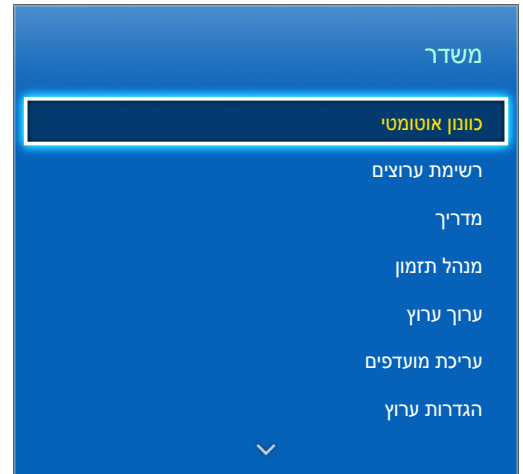 משדר
כוונון אוטומטי
רשימת ערוצים
מדריך
מנהל תזמון
ערוך ערוץ
עריכת מועדפים
הגדרות ערוץ